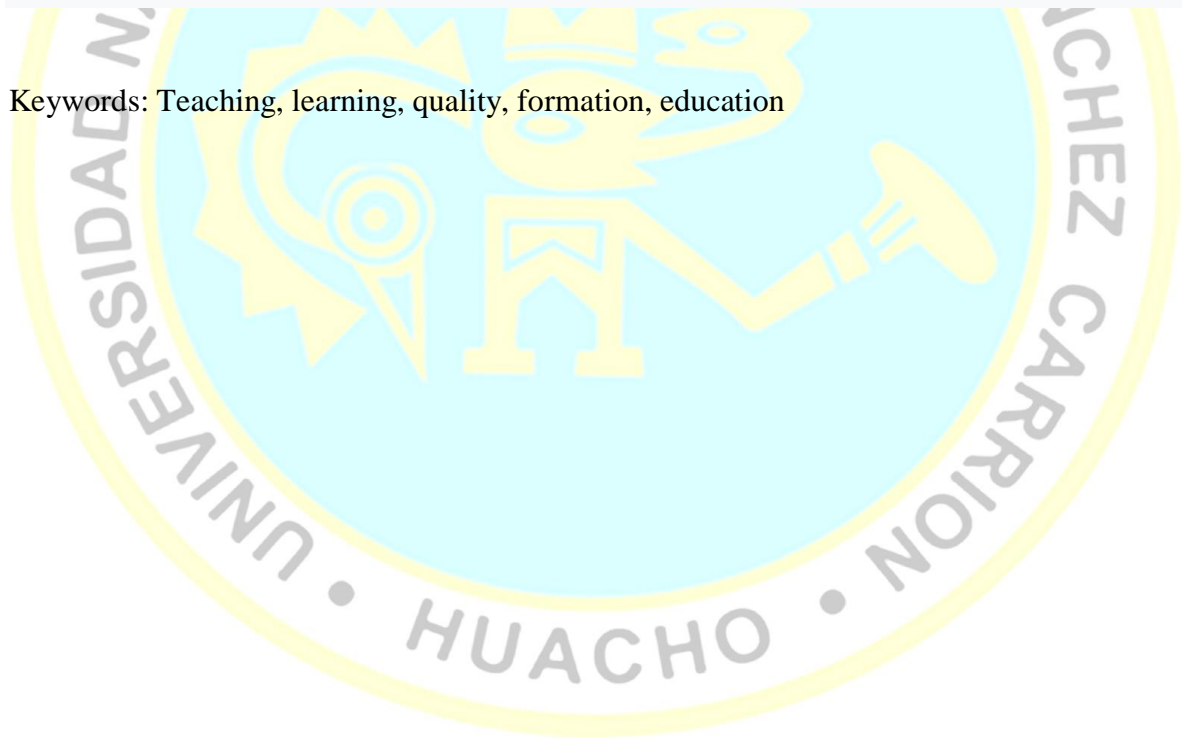 Keywords: Teaching, learning, quality, formation, education
UNIVERSIDAD
HUACHO
CARRION